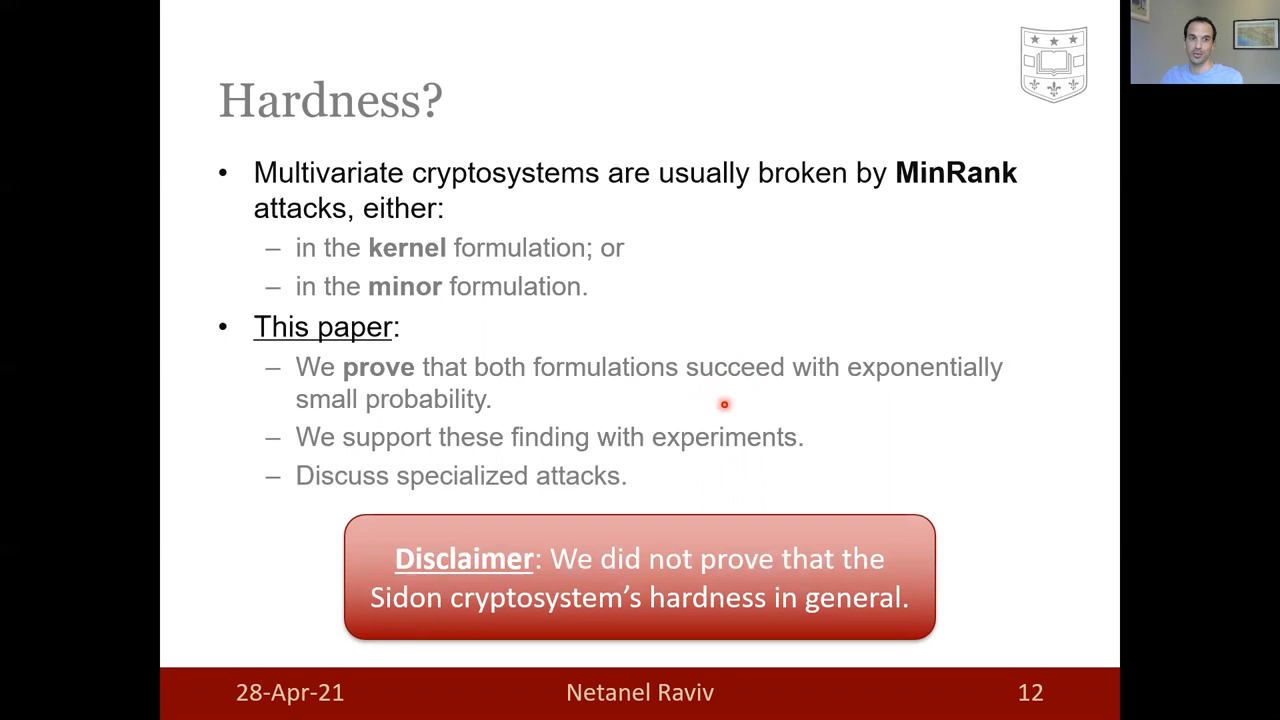 Hardness?
• Multivariate cryptosystems are usually broken by MinRank
attacks, either:
– in the kernel formulation; or
– in the minor formulation.
• This paper:
– We prove that both formulations succeed with exponentially
small probability.
– We support these finding with experiments.
– Discuss specialized attacks.
Disclaimer: We did not prove that the
Sidon cryptosystem’s hardness in general.
28-Apr-21 Netanel Raviv 12